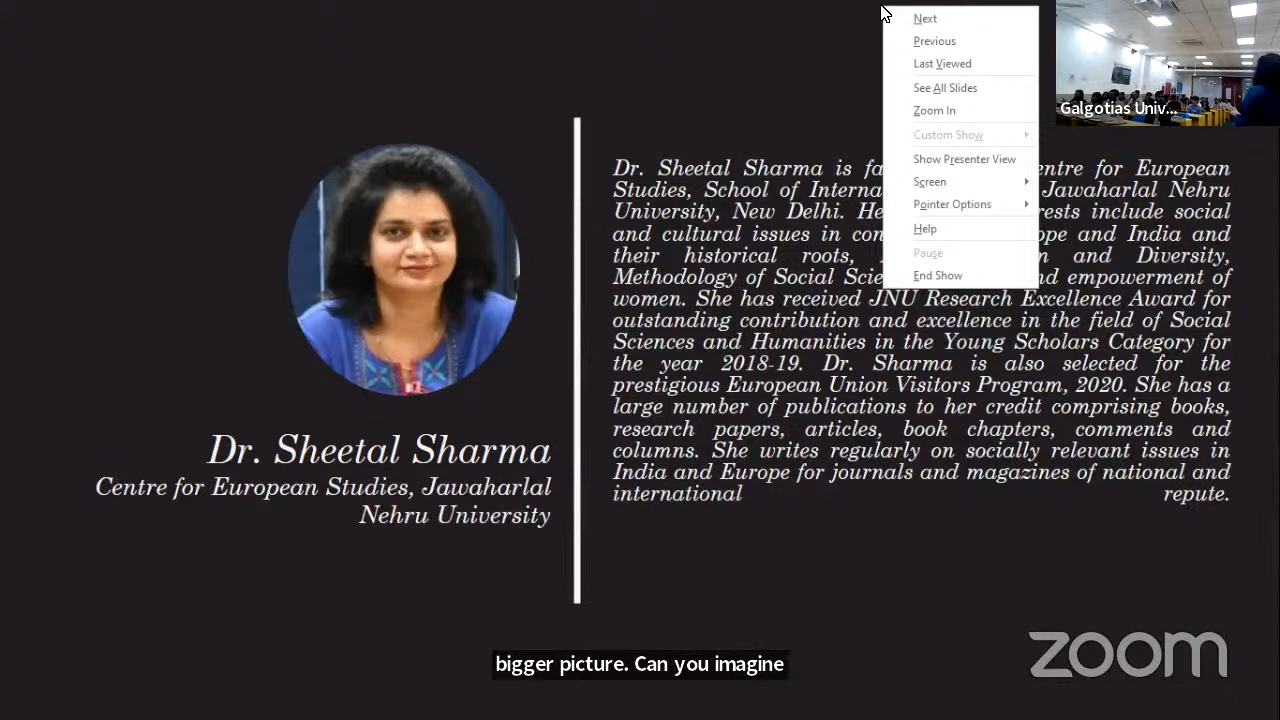 Next
Previous
Last Viewed
See All Slides
Zoom In
Custom Show
Show Presenter View
Screen
Pointer Options
Help
Pause
End Show
Galgotias Univ...
Dr. Sheetal Sharma is fa entre for European
Studies, School of Interna Jawaharlal Nehru
University, New Delhi. He rests include social
and cultural issues in con ope and India and
their historical roots, and Diversity,
Methodology of Social Scie nd empowerment of
women. She has received JNU Research Excellence Award for
outstanding contribution and excellence in the field of Social
Sciences and Humanities in the Young Scholars Category for
the year 2018-19. Dr. Sharma is also selected for the
prestigious European Union Visitors Program, 2020. She has a
large number of publications to her credit comprising books,
research papers, articles, book chapters, comments and
columns. She writes regularly on socially relevant issues in
India and Europe for journals and magazines of national and
international repute.
Dr. Sheetal Sharma
Centre for European Studies, Jawaharlal
Nehru University
bigger picture. Can you imagine
zoom